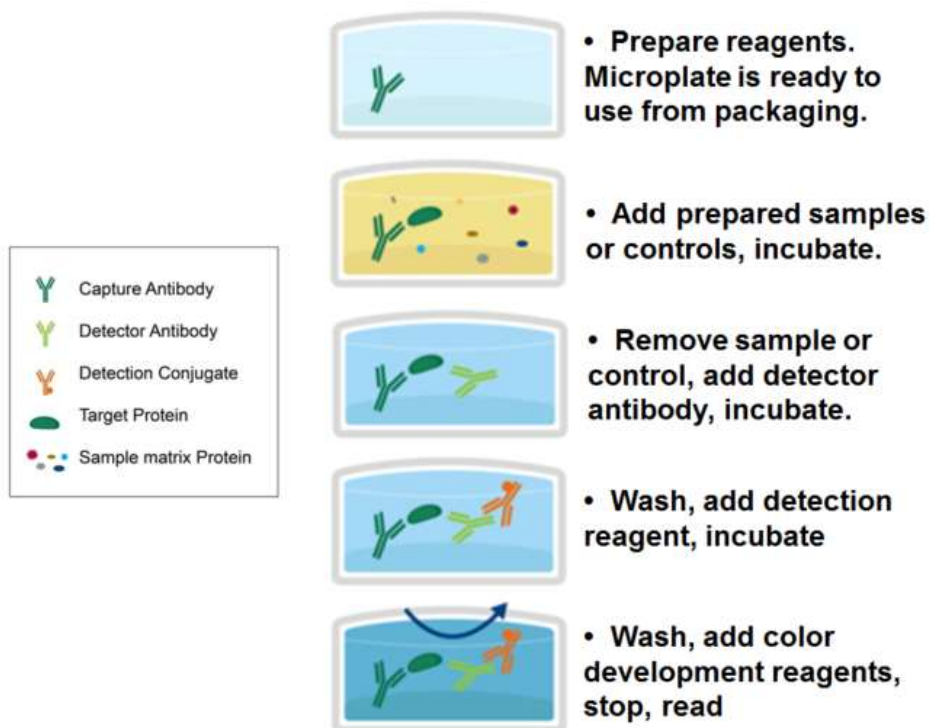 • Prepare reagents.
Microplate is ready to
use from packaging.
• Add prepared samples
or controls, incubate.
Capture Antibody
Detector Antibody
Detection Conjugate
Target Protein
Sample matrix Protein
• Remove sample or
control, add detector
antibody, incubate.
• Wash, add detection
reagent, incubate
• Wash, add color
development reagents,
stop, read